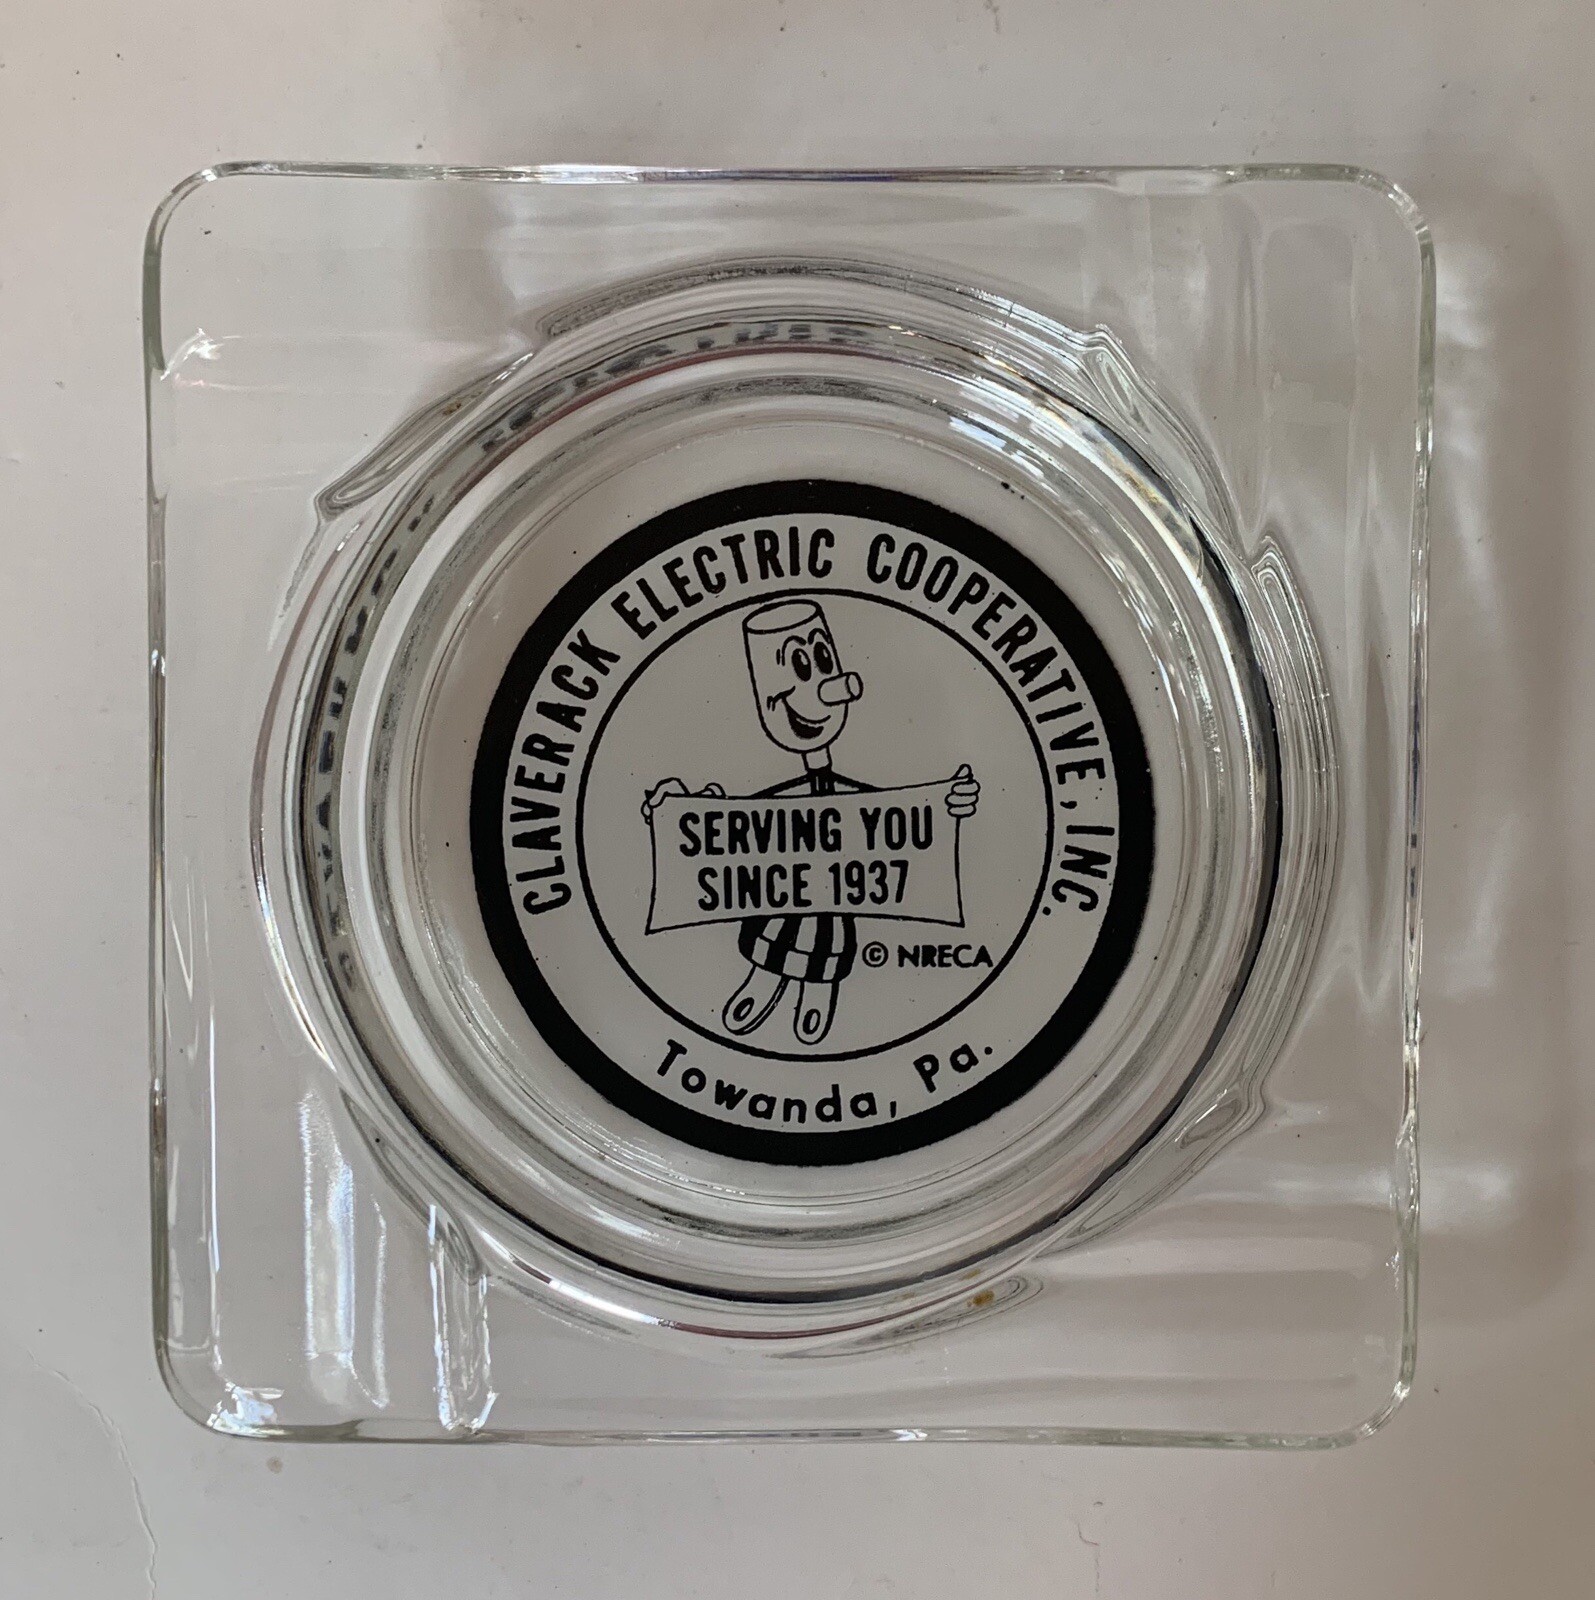 CLAVERACK ELECTRIC COOPERATIVE, INC.
SERVING YOU
SINCE 1937
© NRECA
Towanda, Pa.